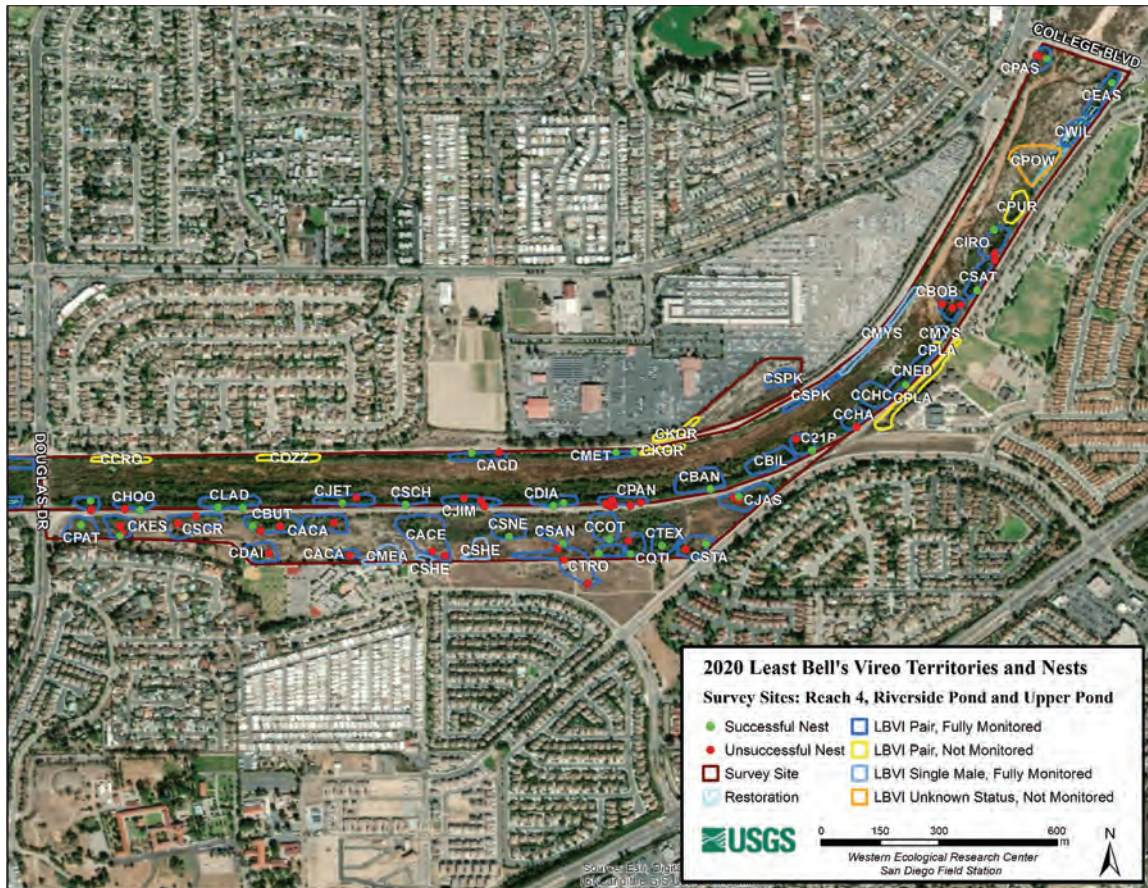 COLLEGE BLVD
CPAS
CEAS
CWIL
CPOW
CPUR
CIRO
CSAT
CBOB
CMYS
CMYS
CPLA
CSPK
CNED
CSPK
CCHC
CPLA
CCHA
CKOR
C21P
DOUGLAS DR
CCRO
COZZ
CACD
CMET
CKOR
CBIL
CBAN
CHOO
CLAD
CJET
CSCH
CJIM
CDIA
CPAN
CJAS
CPAT
CKES
CSCR
CBUT
CACA
CACE
CSNE
CSAN
CCOT
CTEX
CDAI
CACA
CMEA
CSHE
CSHE
CTRO
CQTI
CSTA
2020 Least Bell's Vireo Territories and Nests
Survey Sites: Reach 4, Riverside Pond and Upper Pond
Successful Nest LBVI Pair, Fully Monitored
Unsuccessful Nest LBVI Pair, Not Monitored
Survey Site LBVI Single Male, Fully Monitored
Restoration LBVI Unknown Status, Not Monitored
USGS
0 150 300 600
m
N
Western Ecological Research Center
San Diego Field Station